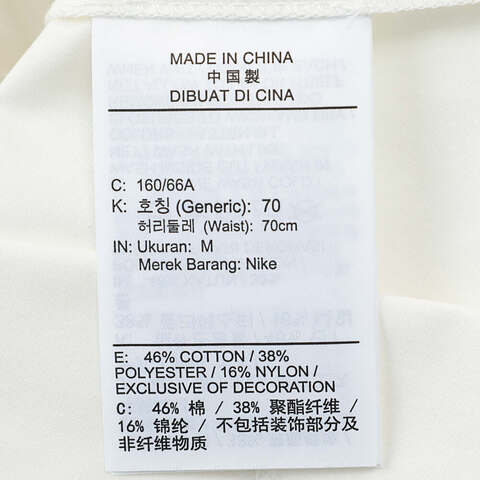 MADE IN CHINA
中国製
DIBUAT DI CINA
C: 160/66A
K: 호칭 (Generic): 70
허리둘레 (Waist): 70cm
IN: Ukuran: M
Merek Barang: Nike
E: 46% COTTON / 38%
POLYESTER / 16% NYLON /
EXCLUSIVE OF DECORATION
C: 46% 棉 / 38% 聚酯纤维 /
16% 锦纶 / 不包括装饰部分及
非纤维物质